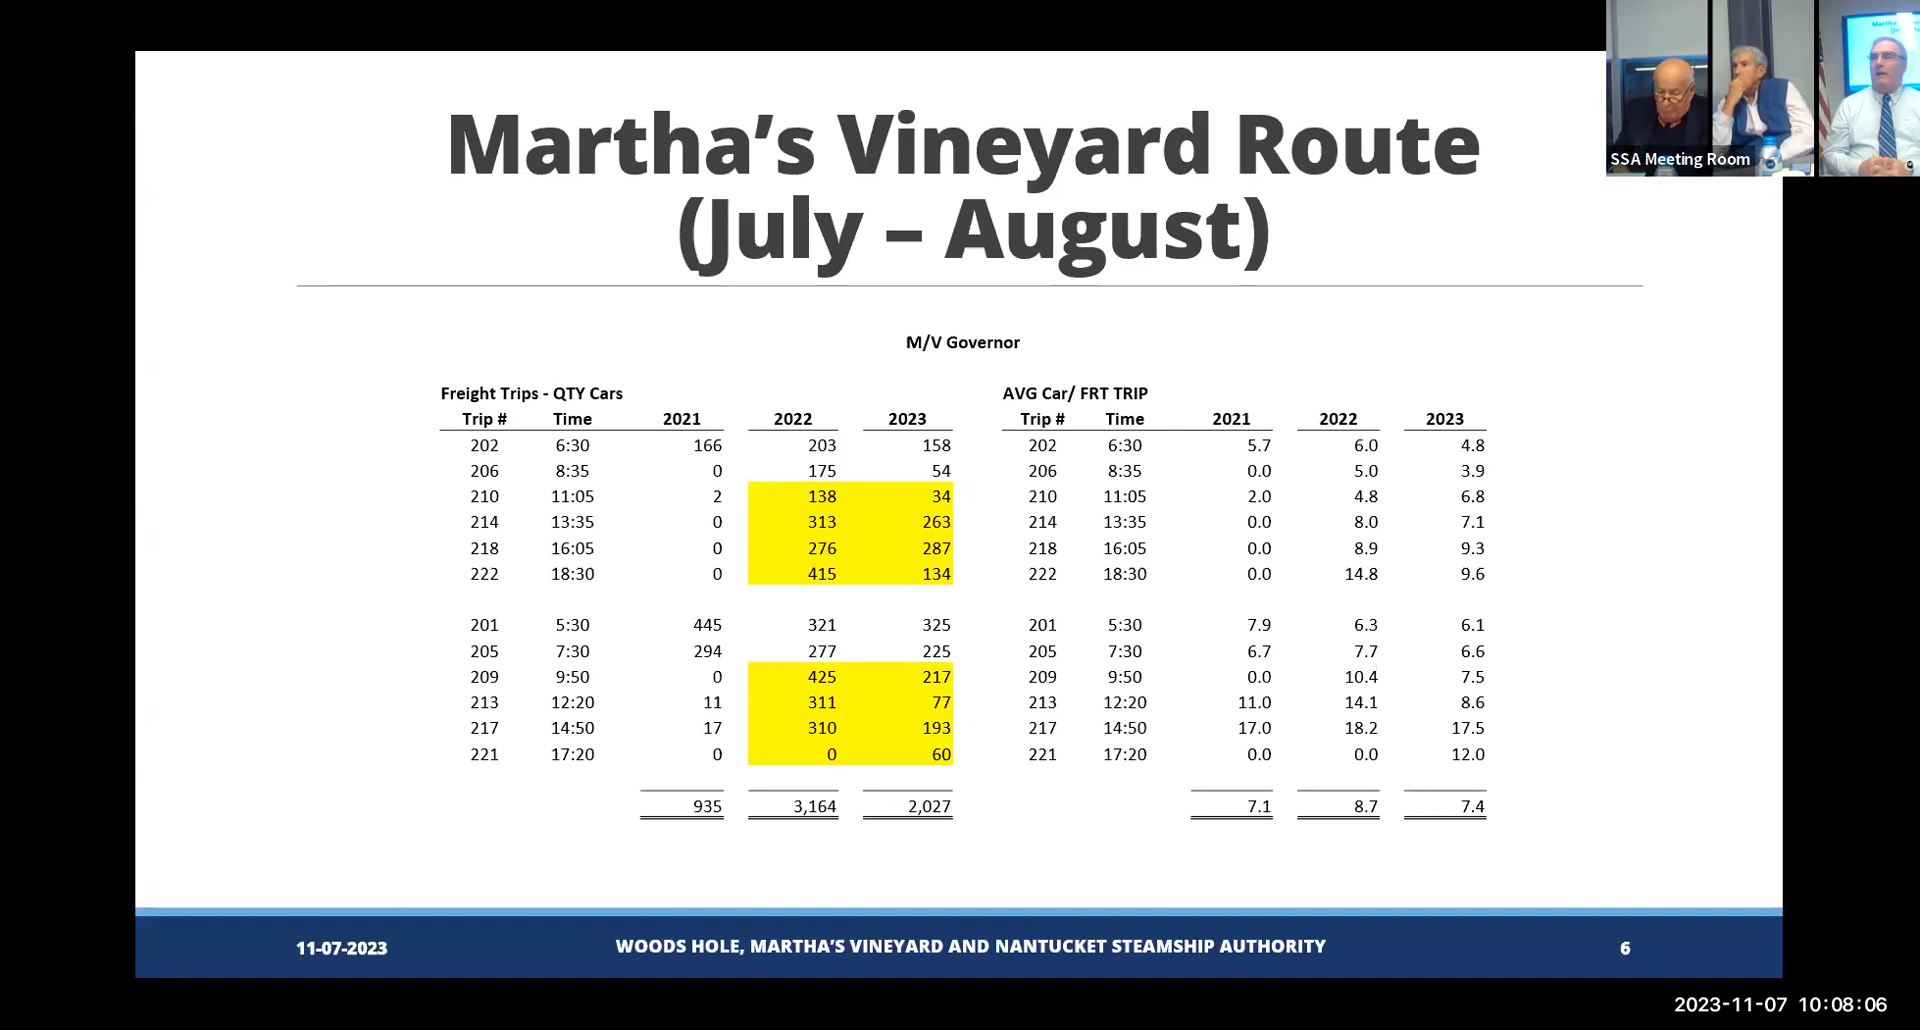 SSA Meeting Room
Martha’s Vineyard Route
(July – August)
M/V Governor
Freight Trips - QTY Cars
Trip # Time 2021 2022 2023
202 6:30 166 203 158
206 8:35 0 175 54
210 11:05 2 138 34
214 13:35 0 313 263
218 16:05 0 276 287
222 18:30 0 415 134
201 5:30 445 321 325
205 7:30 294 277 225
209 9:50 0 425 217
213 12:20 11 311 77
217 14:50 17 310 193
221 17:20 0 0 60
935 3,164 2,027
AVG Car/ FRT TRIP
Trip # Time 2021 2022 2023
202 6:30 5.7 6.0 4.8
206 8:35 0.0 5.0 3.9
210 11:05 2.0 4.8 6.8
214 13:35 0.0 8.0 7.1
218 16:05 0.0 8.9 9.3
222 18:30 0.0 14.8 9.6
201 5:30 7.9 6.3 6.1
205 7:30 6.7 7.7 6.6
209 9:50 0.0 10.4 7.5
213 12:20 11.0 14.1 8.6
217 14:50 17.0 18.2 17.5
221 17:20 0.0 0.0 12.0
7.1 8.7 7.4
11-07-2023 WOODS HOLE, MARTHA’S VINEYARD AND NANTUCKET STEAMSHIP AUTHORITY 6
2023-11-07 10:08:06